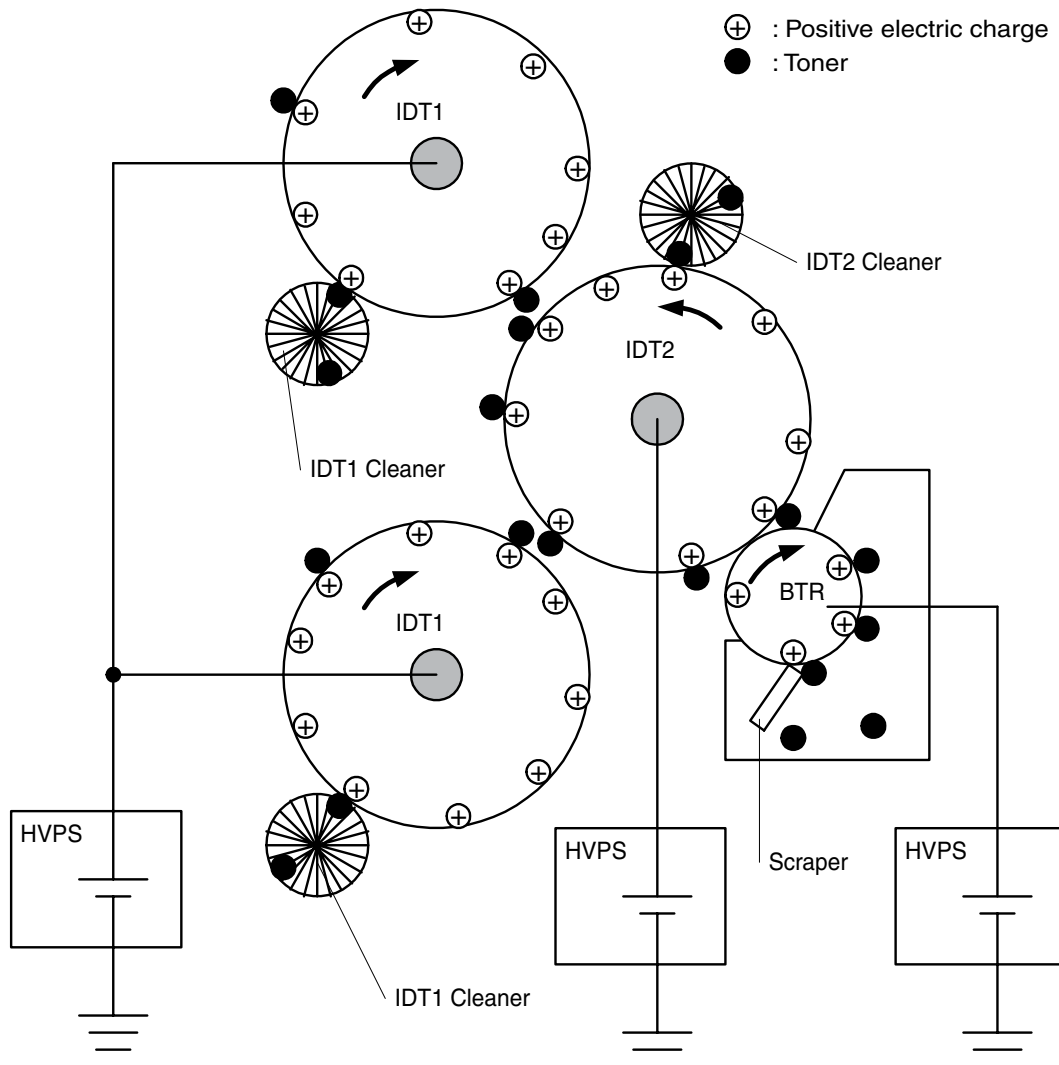 : Positive electric charge
: Toner
IDT1
IDT2 Cleaner
IDT2
IDT1 Cleaner
BTR
IDT1
HVPS
HVPS
Scraper
HVPS
IDT1 Cleaner